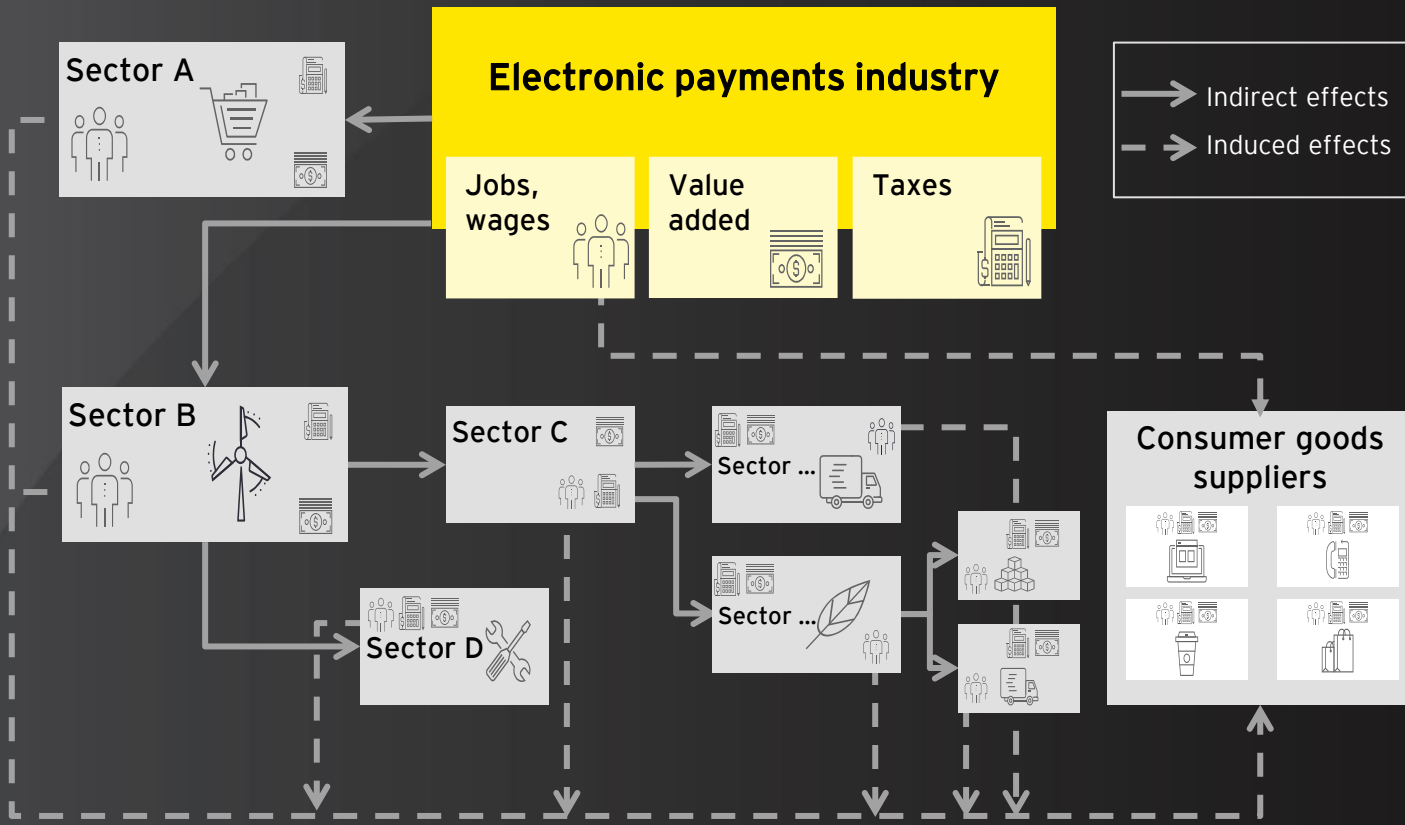 Electronic payments industry
Jobs,
wages
Value
added
Taxes
Indirect effects
Induced effects
Sector A
Sector B
Sector C
Sector D
Sector ...
Sector ...
Consumer goods
suppliers